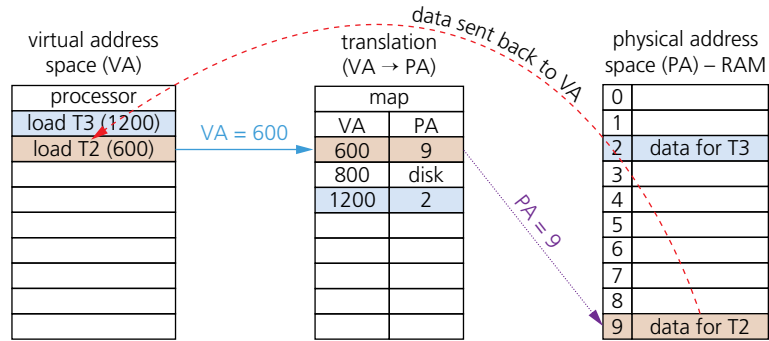 virtual address
space (VA)
processor
load T3 (1200)
load T2 (600)
VA = 600
translation
(VA → PA)
map
VA PA
600 9
800 disk
1200 2
PA = 9
data sent back to VA
physical address
space (PA) – RAM
0
1
2 data for T3
3
4
5
6
7
8
9 data for T2